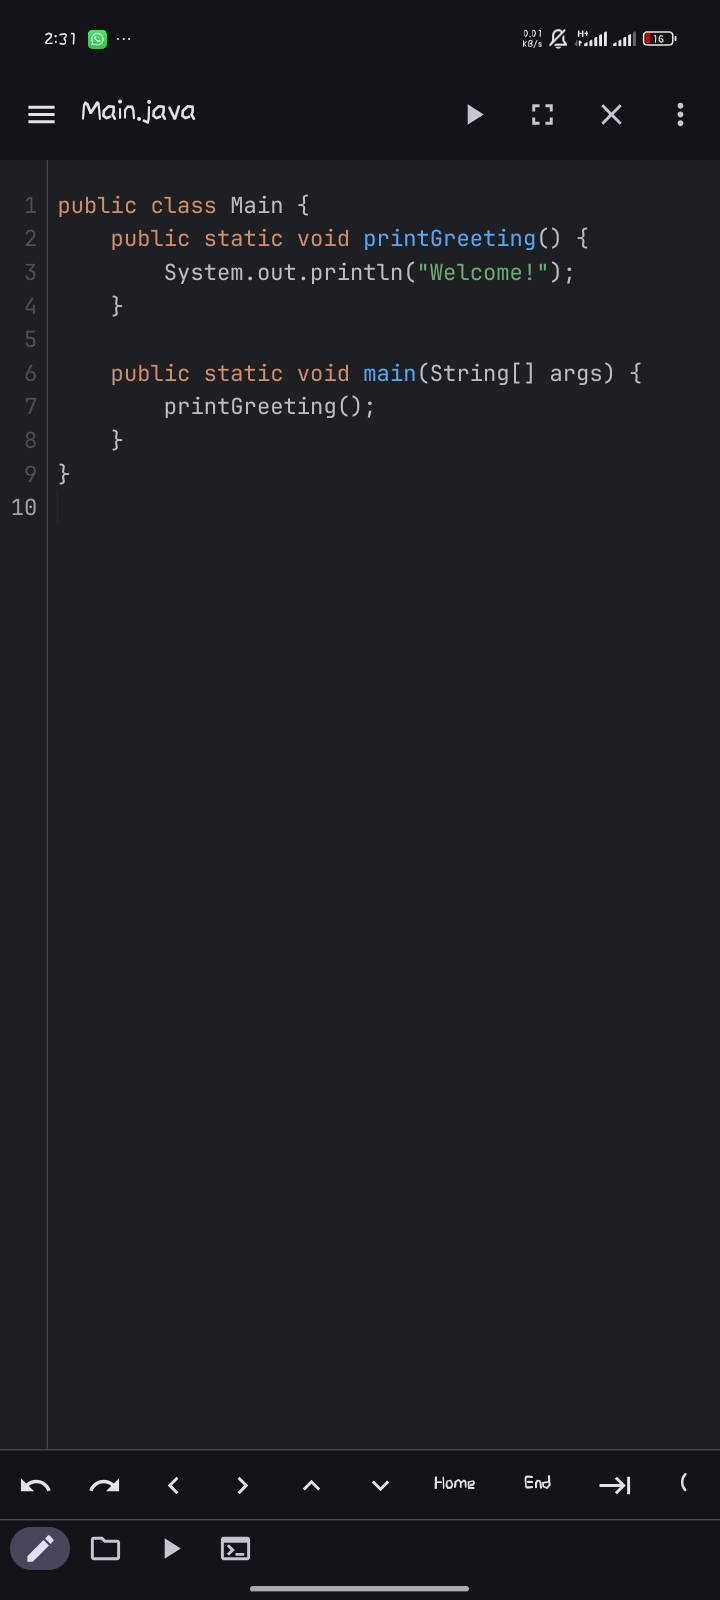 2:31 ...
0.01 KB/s H+ 16
Main.java
1 public class Main {
2     public static void printGreeting() {
3         System.out.println("Welcome!");
4     }
5
6     public static void main(String[] args) {
7         printGreeting();
8     }
9 }
10
Home End (